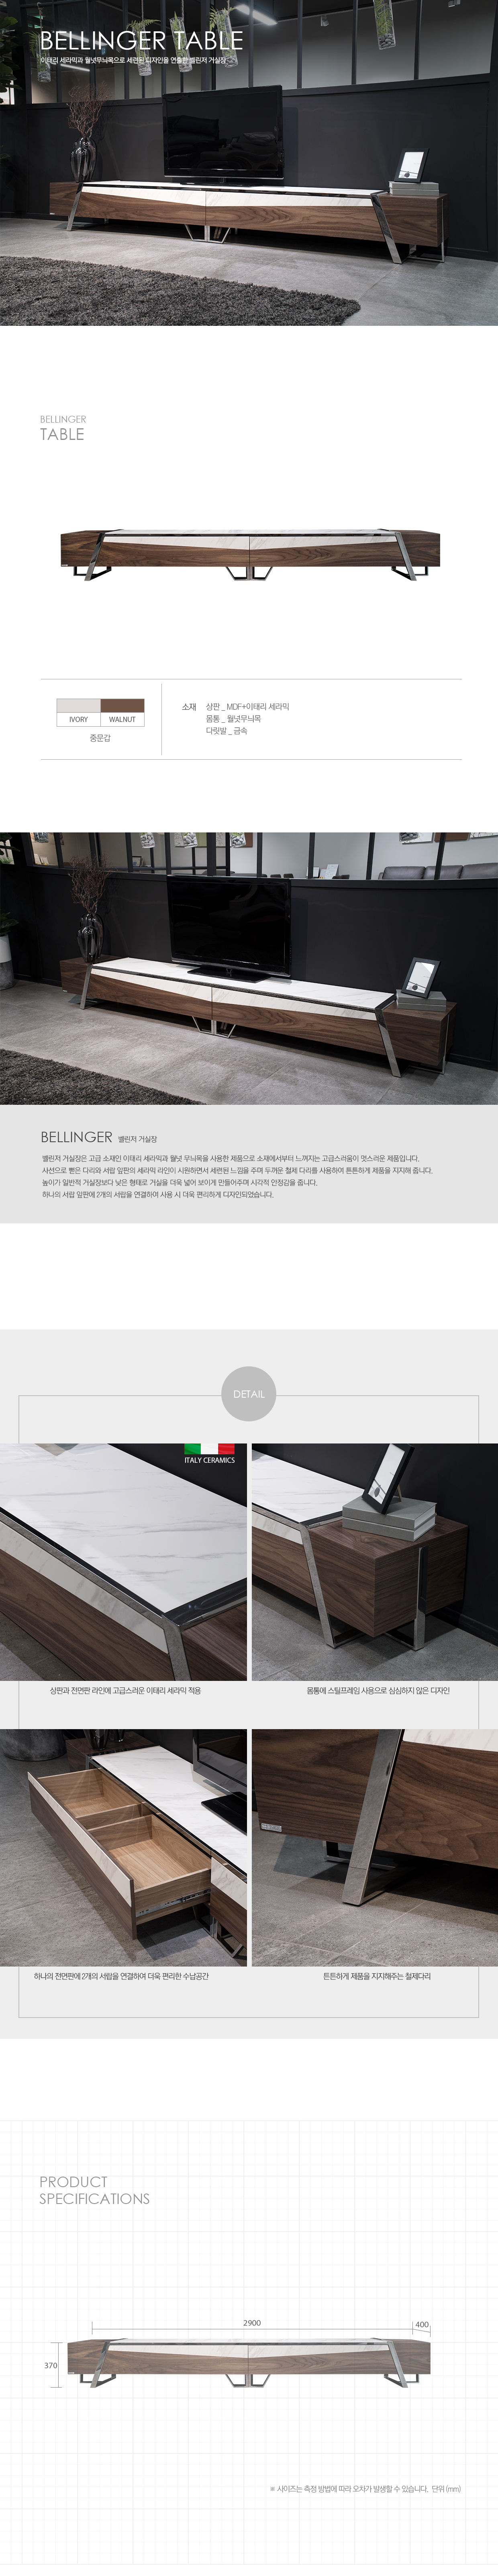 BELLINGER TABLE
이태리 세라믹과 월넛무늬목으로 세련된 디자인을 연출한 벨린저 거실장
BELLINGER
TABLE
IVORY WALNUT
중문갑
소재 상판 _ MDF+이태리 세라믹
몸통 _ 월넛무늬목
다릿발 _ 금속
BELLINGER 벨린저 거실장
벨린저 거실장은 고급 소재인 이태리 세라믹과 월넛 무늬목을 사용한 제품으로 소재에서부터 느껴지는 고급스러움이 멋스러운 제품입니다.
사선으로 뻗은 다리와 서랍 앞판의 세라믹 라인이 시원하면서 세련된 느낌을 주며 두꺼운 철제 다리를 사용하여 튼튼하게 제품을 지지해 줍니다.
높이가 일반적 거실장보다 낮은 형태로 거실을 더욱 넓어 보이게 만들어주며 시각적 안정감을 줍니다.
하나의 서랍 앞판에 2개의 서랍을 연결하여 사용 시 더욱 편리하게 디자인되었습니다.
DETAIL
ITALY CERAMICS
상판과 전면판 라인에 고급스러운 이태리 세라믹 적용
몸통에 스틸프레임 사용으로 심심하지 않은 디자인
하나의 전면판에 2개의 서랍을 연결하여 더욱 편리한 수납공간
튼튼하게 제품을 지지해주는 철제다리
PRODUCT
SPECIFICATIONS
2900
400
370
※ 사이즈는 측정 방법에 따라 오차가 발생할 수 있습니다. 단위 (mm)